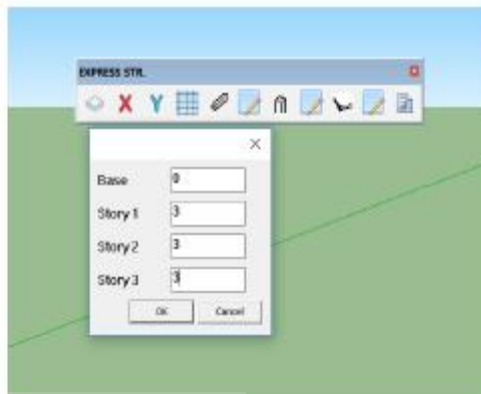 EXPRESS STR.
X Y
Base 0
Story 1 3
Story 2 3
Story 3 3
OK Cancel